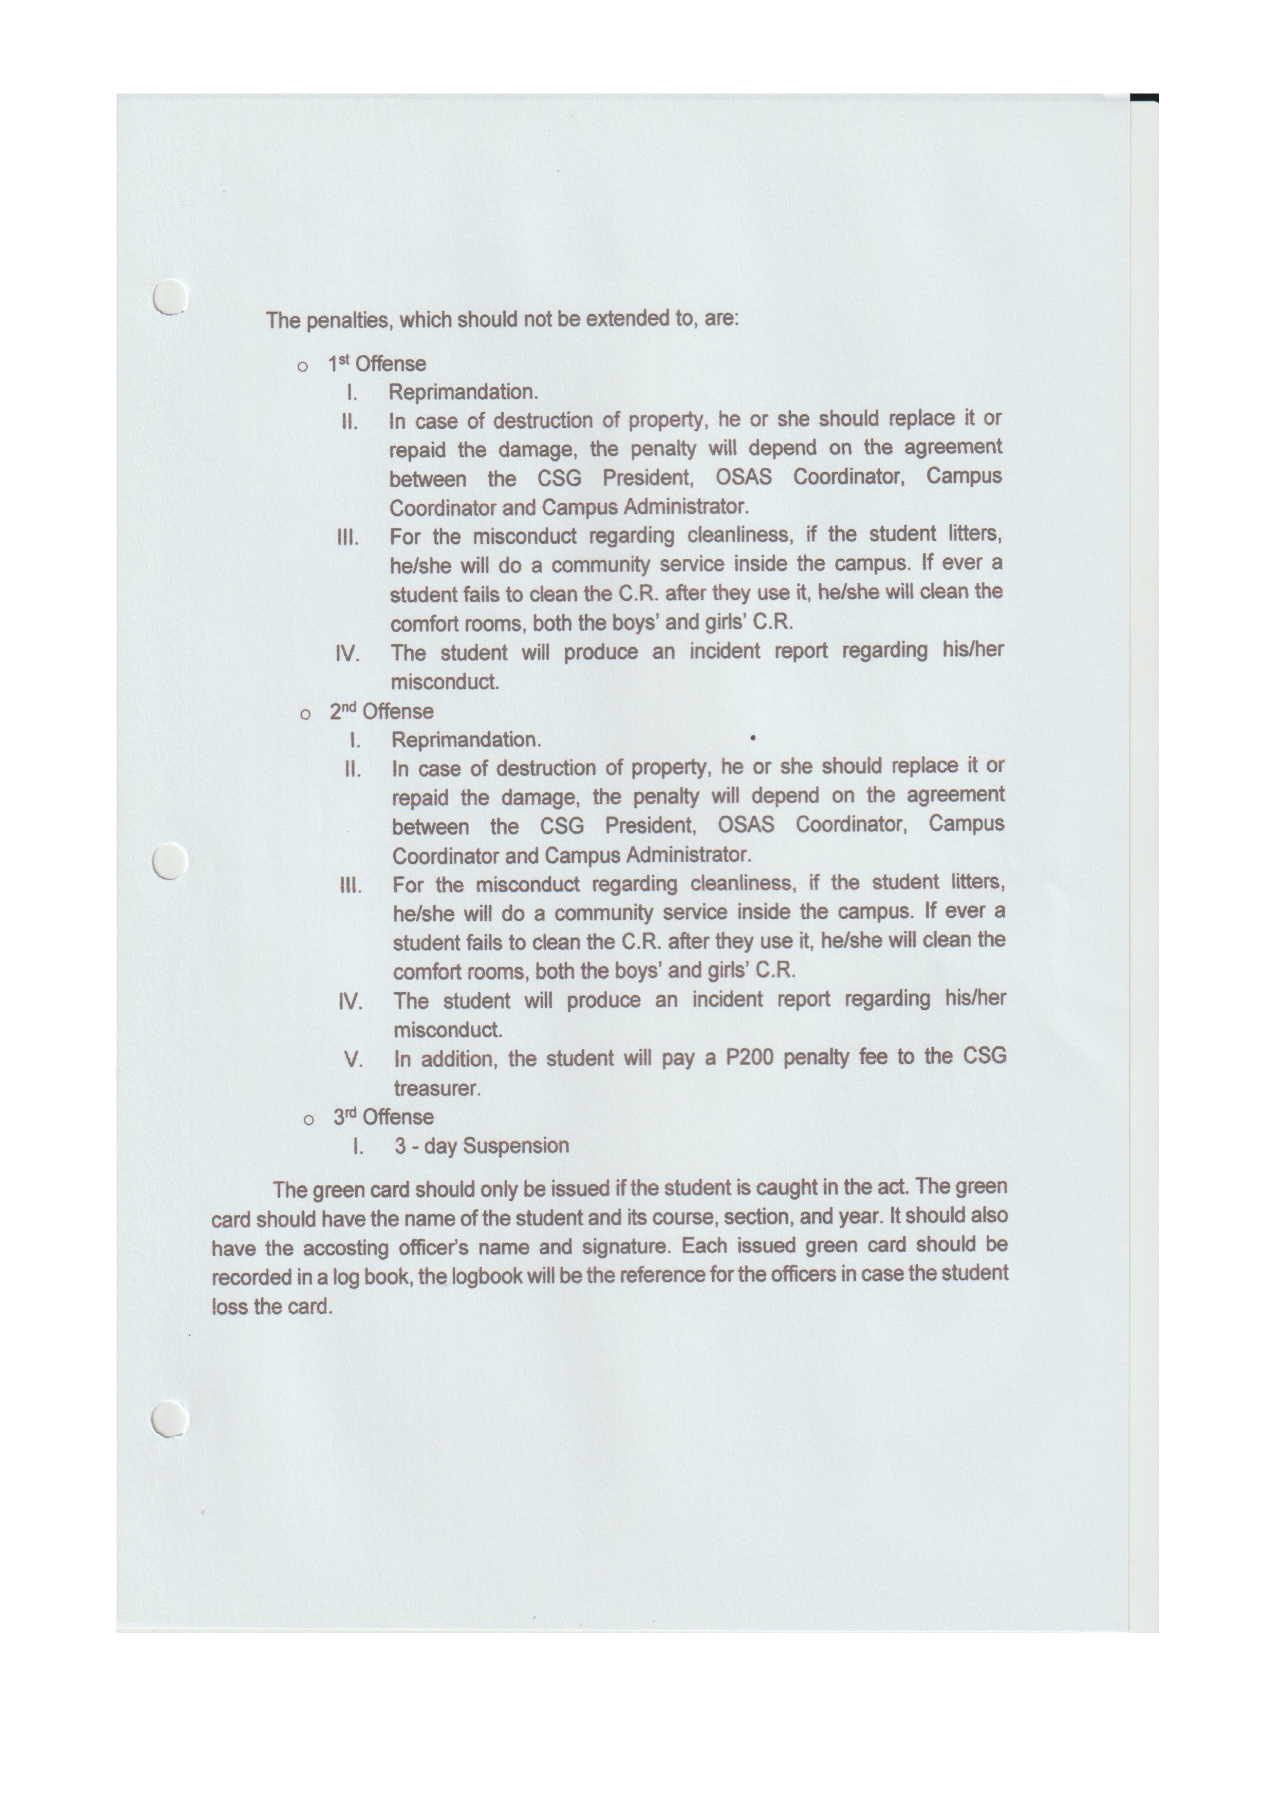 The penalties, which should not be extended to, are:
o 1st Offense
I. Reprimandation.
II. In case of destruction of property, he or she should replace it or
repaid the damage, the penalty will depend on the agreement
between the CSG President, OSAS Coordinator, Campus
Coordinator and Campus Administrator.
III. For the misconduct regarding cleanliness, if the student litters,
he/she will do a community service inside the campus. If ever a
student fails to clean the C.R. after they use it, he/she will clean the
comfort rooms, both the boys’ and girls’ C.R.
IV. The student will produce an incident report regarding his/her
misconduct.
o 2nd Offense
I. Reprimandation.
II. In case of destruction of property, he or she should replace it or
repaid the damage, the penalty will depend on the agreement
between the CSG President, OSAS Coordinator, Campus
Coordinator and Campus Administrator.
III. For the misconduct regarding cleanliness, if the student litters,
he/she will do a community service inside the campus. If ever a
student fails to clean the C.R. after they use it, he/she will clean the
comfort rooms, both the boys’ and girls’ C.R.
IV. The student will produce an incident report regarding his/her
misconduct.
V. In addition, the student will pay a P200 penalty fee to the CSG
treasurer.
o 3rd Offense
I. 3 - day Suspension
The green card should only be issued if the student is caught in the act. The green
card should have the name of the student and its course, section, and year. It should also
have the accosting officer’s name and signature. Each issued green card should be
recorded in a log book, the logbook will be the reference for the officers in case the student
loss the card.